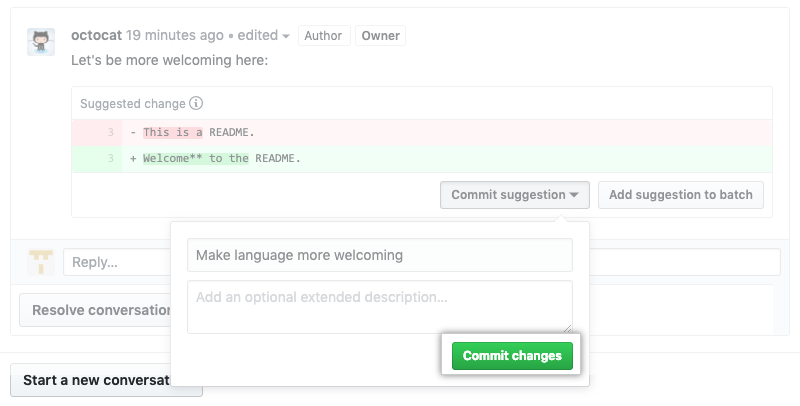 octocat 19 minutes ago • edited Author Owner
Let's be more welcoming here:
Suggested change
3 - This is a README.
3 + Welcome** to the README.
Commit suggestion Add suggestion to batch
Make language more welcoming
Reply...
Add an optional extended description...
Resolve conversation
Commit changes
Start a new conversat